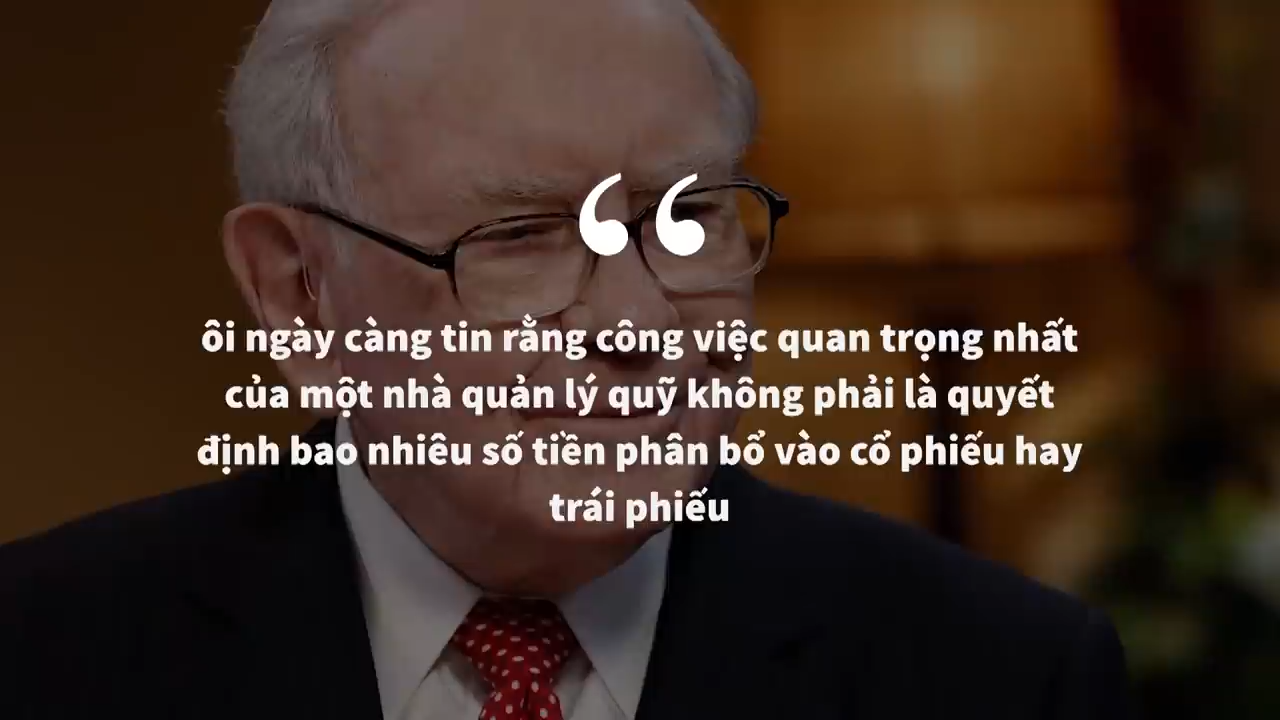 “
ôi ngày càng tin rằng công việc quan trọng nhất
của một nhà quản lý quỹ không phải là quyết
định bao nhiêu số tiền phân bổ vào cổ phiếu hay
trái phiếu